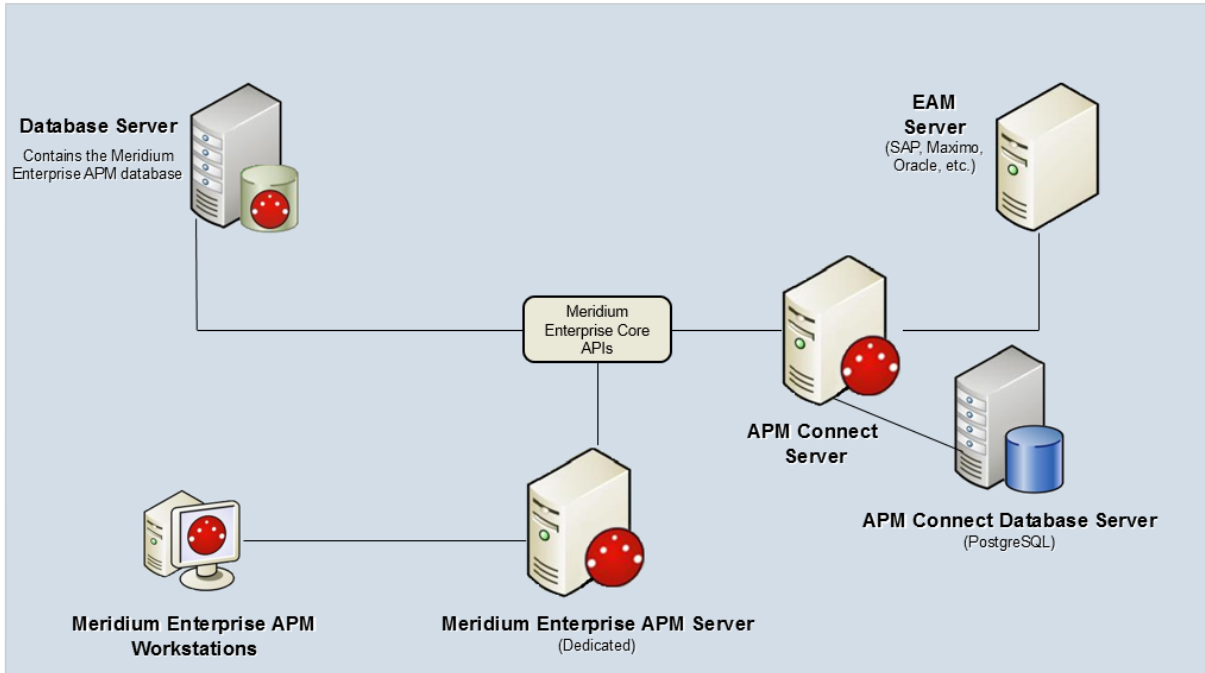 Database Server
Contains the Meridium
Enterprise APM database
EAM
Server
(SAP, Maximo,
Oracle, etc.)
Meridium
Enterprise Core
APIs
APM Connect
Server
APM Connect Database Server
(PostgreSQL)
Meridium Enterprise APM
Workstations
Meridium Enterprise APM Server
(Dedicated)